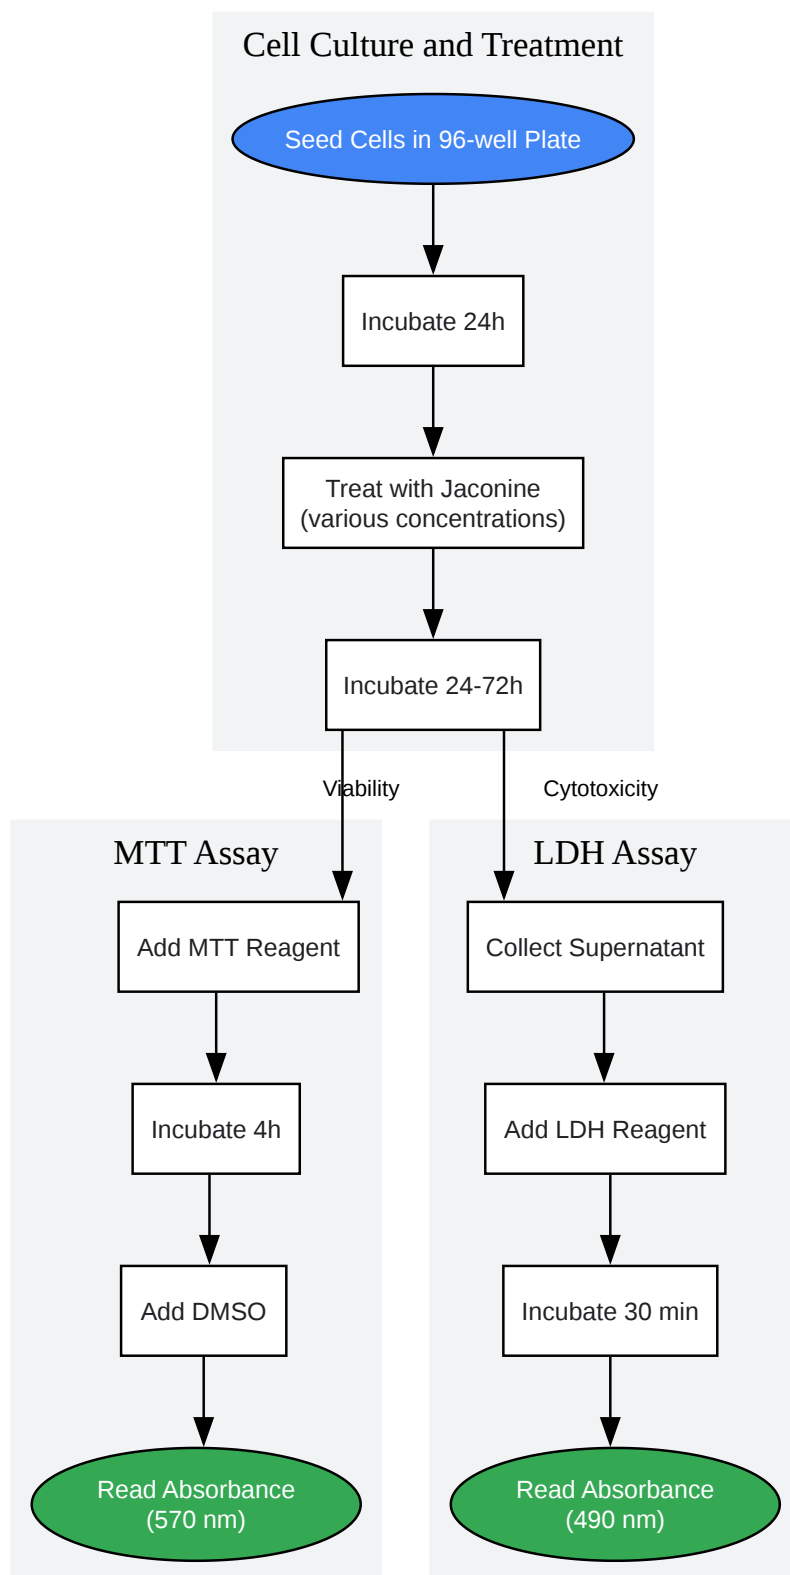 Cell Culture and Treatment
Seed Cells in 96-well Plate
Incubate 24h
Treat with Jaconine
(various concentrations)
Incubate 24-72h
Viability
Cytotoxicity
MTT Assay
Add MTT Reagent
Incubate 4h
Add DMSO
Read Absorbance
(570 nm)
LDH Assay
Collect Supernatant
Add LDH Reagent
Incubate 30 min
Read Absorbance
(490 nm)